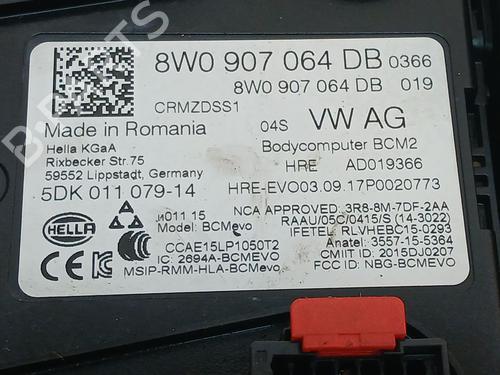 8W0 907 064 DB 0366
8W0 907 064 DB 019
CRMZDSS1
Made in Romania
04S VW AG
Hella KGaA
Rixbecker Str.75
59552 Lippstadt, Germany
Bodycomputer BCM2
HRE AD019366
5DK 011 079-14
HRE-EVO03.09.17P0020773
011 15
Model: BCMevo
NCA APPROVED: 3R8-8M-7DF-2AA
RAAU/05C/0415/S (14-3022)
IFETEL: RLVHEBC15-0293
Anatel: 3557-15-5364
CMIIT ID: 2015DJ0207
FCC ID: NBG-BCMEVO
HELLA
CCAE15LP1050T2
IC: 2694A-BCMEVO
MSIP-RMM-HLA-BCMevo
CE